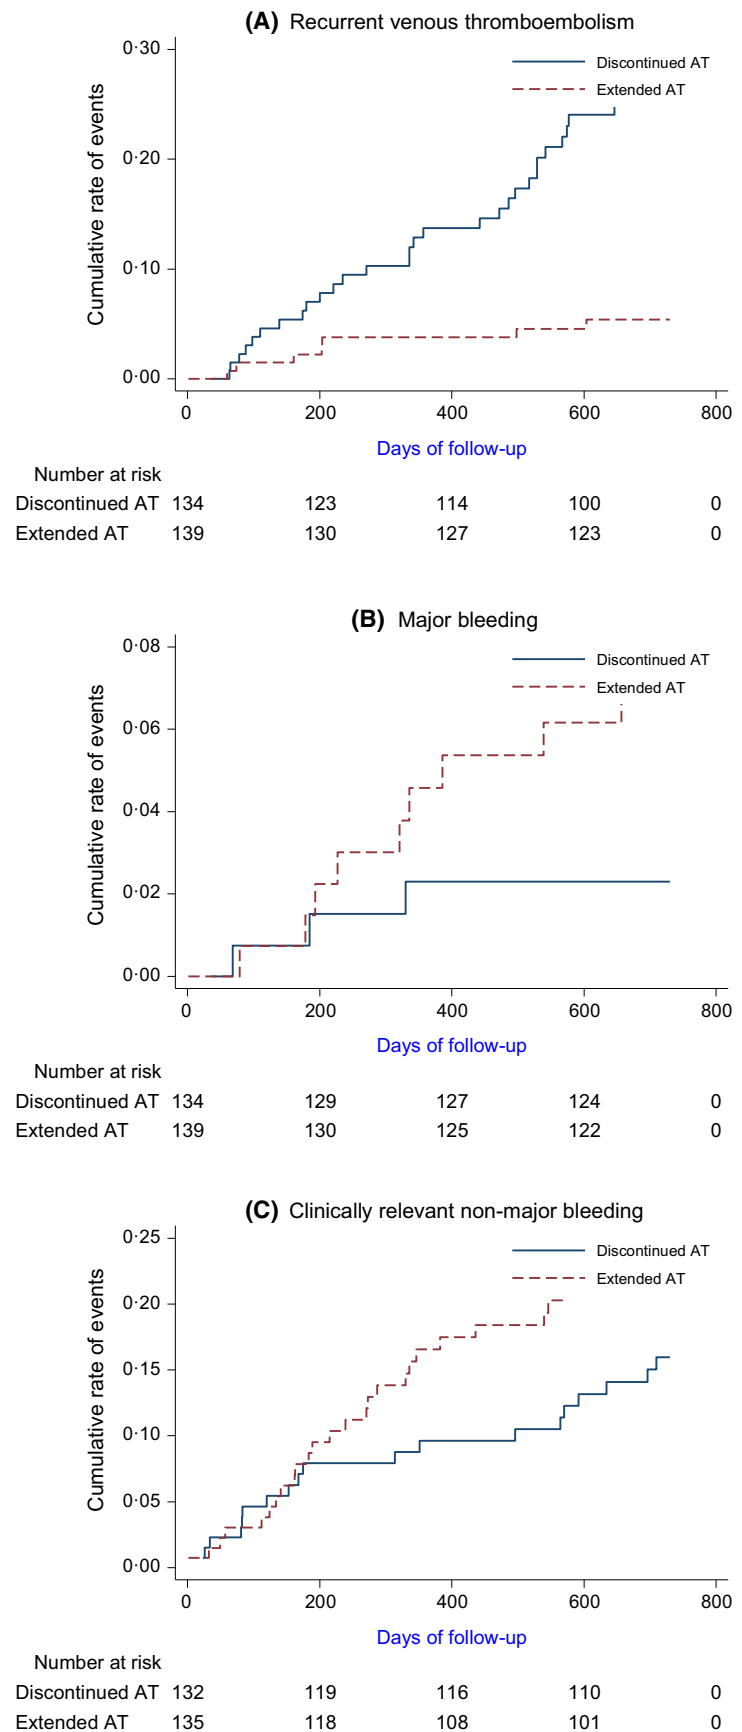 (A) Recurrent venous thromboembolism
0·30
Discontinued AT
Extended AT
0·20
0·10
0·00
Cumulative rate of events
0 200 400 600 800
Days of follow-up
Number at risk
Discontinued AT 134 123 114 100 0
Extended AT 139 130 127 123 0
(B) Major bleeding
0·08
Discontinued AT
Extended AT
0·06
0·04
0·02
0·00
Cumulative rate of events
0 200 400 600 800
Days of follow-up
Number at risk
Discontinued AT 134 129 127 124 0
Extended AT 139 130 125 122 0
(C) Clinically relevant non-major bleeding
0·25
Discontinued AT
Extended AT
0·20
0·15
0·10
0·05
0·00
Cumulative rate of events
0 200 400 600 800
Days of follow-up
Number at risk
Discontinued AT 132 119 116 110 0
Extended AT 135 118 108 101 0